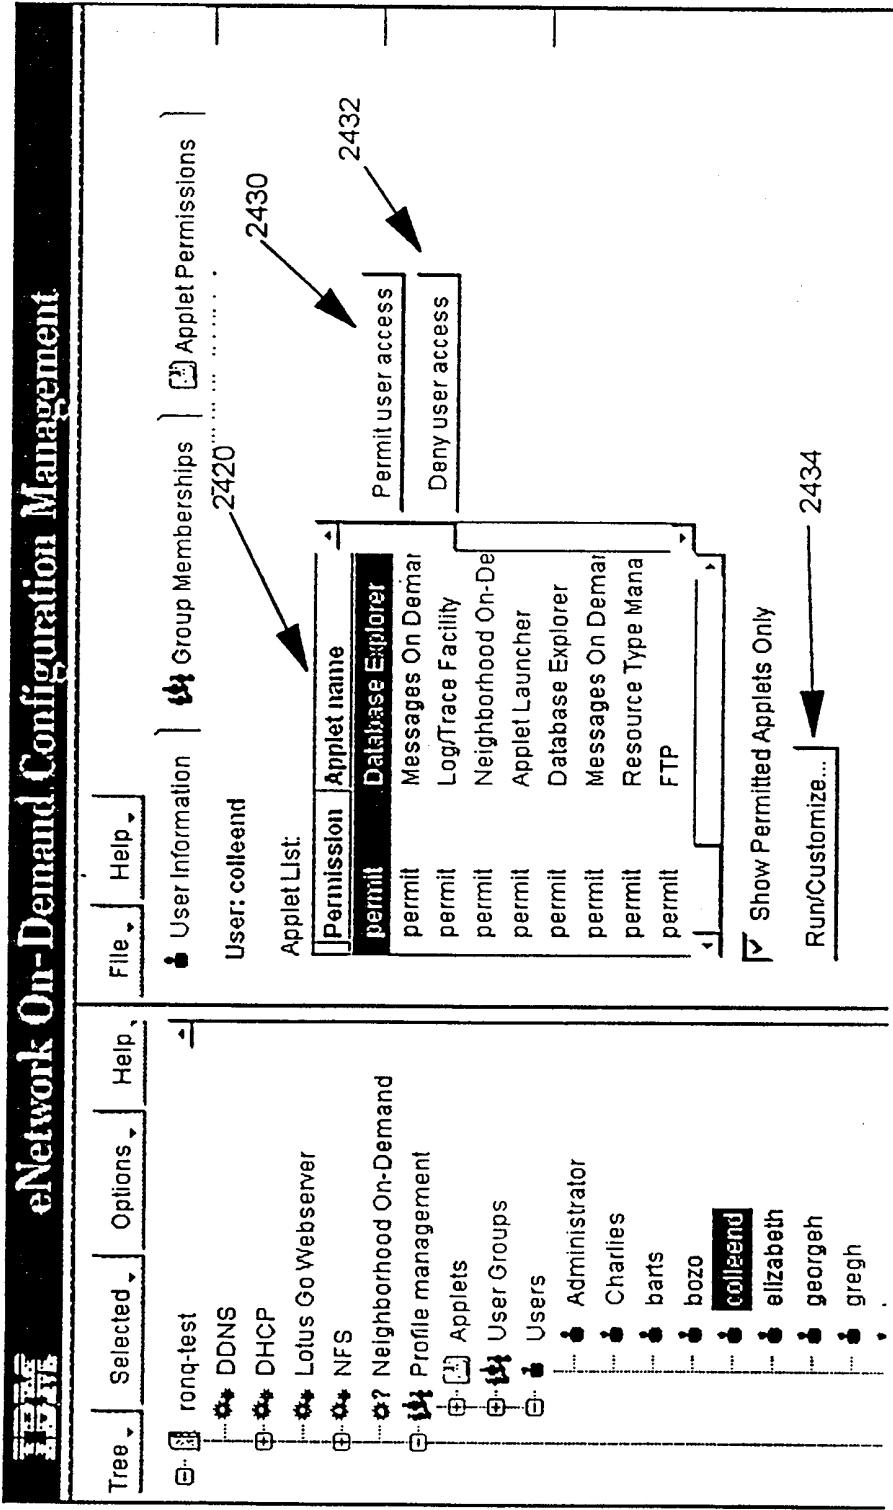 IBM eNetwork On-Demand Configuration Management
Tree Selected Options Help
ronq-test
DDNS
DHCP
Lotus Go Webserver
NFS
? Neighborhood On-Demand
Profile management
Applets
User Groups
Users
Administrator
Charlies
barts
bozo
colleend
elizabeth
georgeh
gregh
File Help
User Information Group Memberships Applet Permissions
User: colleend
Applet List:
2420
2430
2432
Permission Applet name
permit Database Explorer
permit Messages On Demar
permit Log/Trace Facility
permit Neighborhood On-De
permit Applet Launcher
permit Database Explorer
permit Messages On Demar
permit Resource Type Mana
permit FTP
Permit user access
Deny user access
Show Permitted Applets Only
Run/Customize...
2434